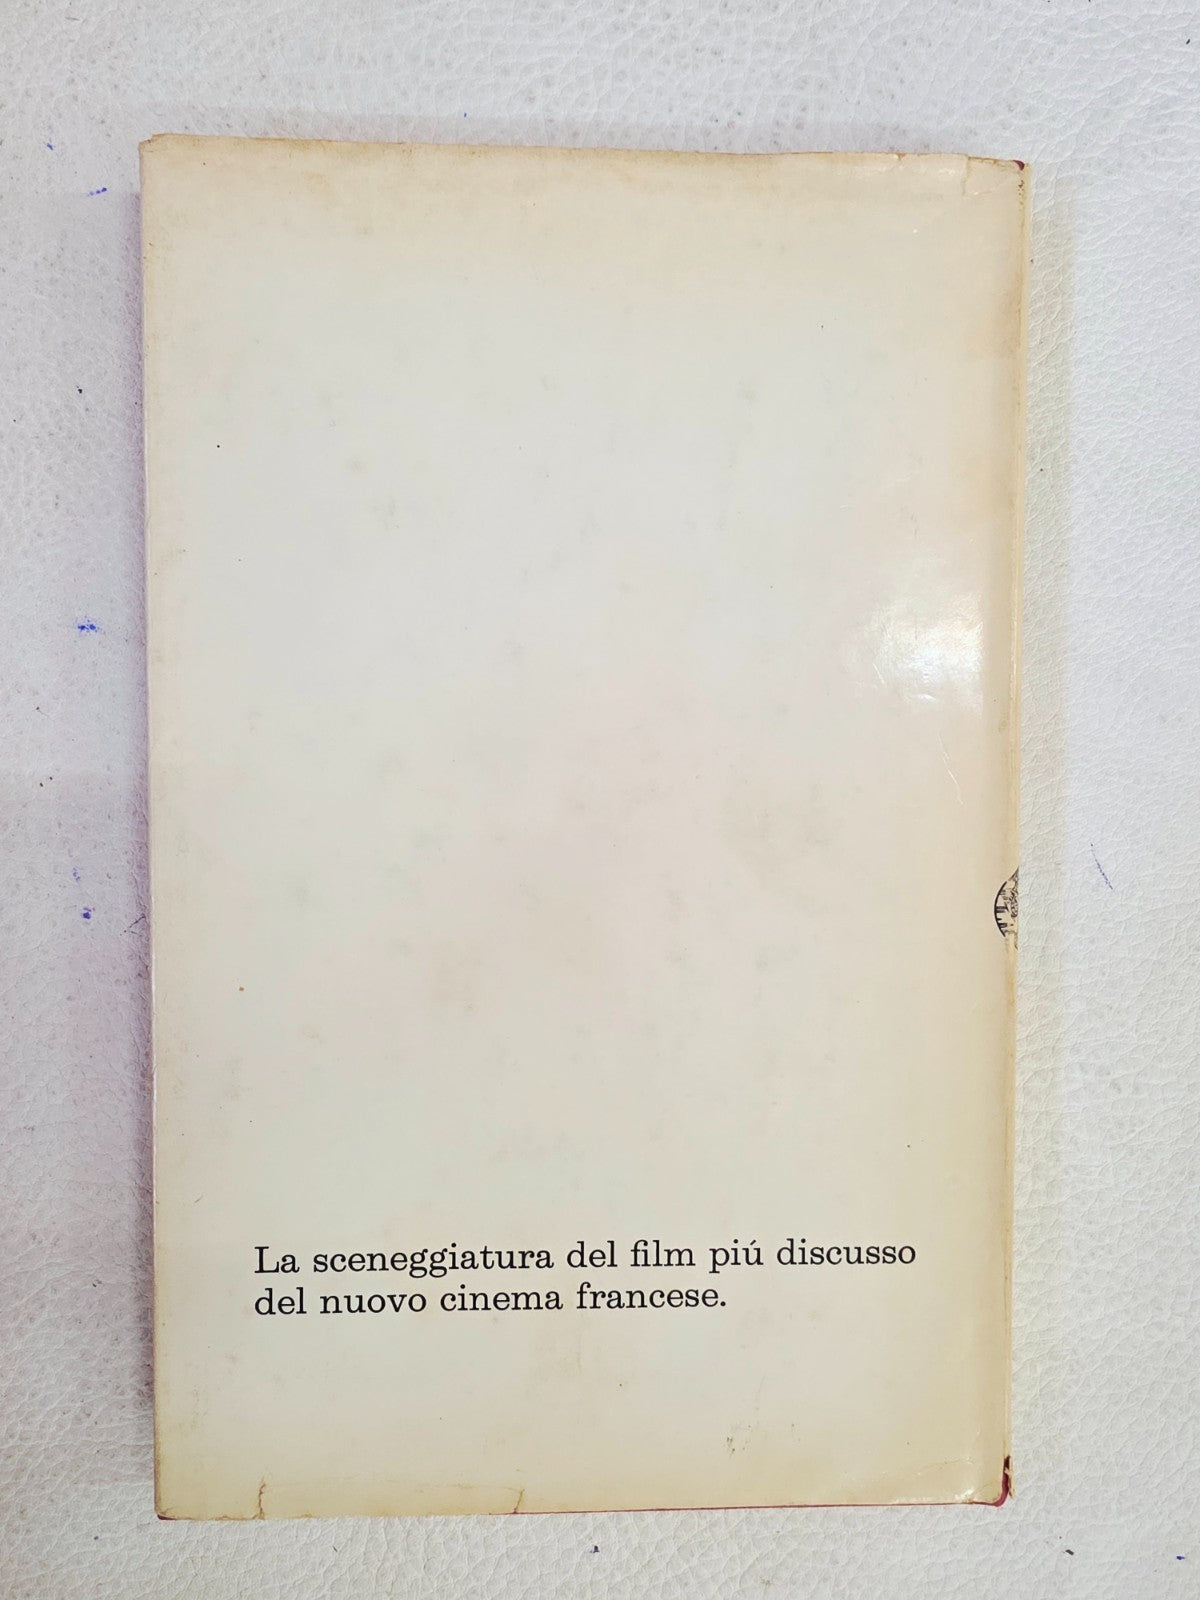 La sceneggiatura del film piú discusso
del nuovo cinema francese.